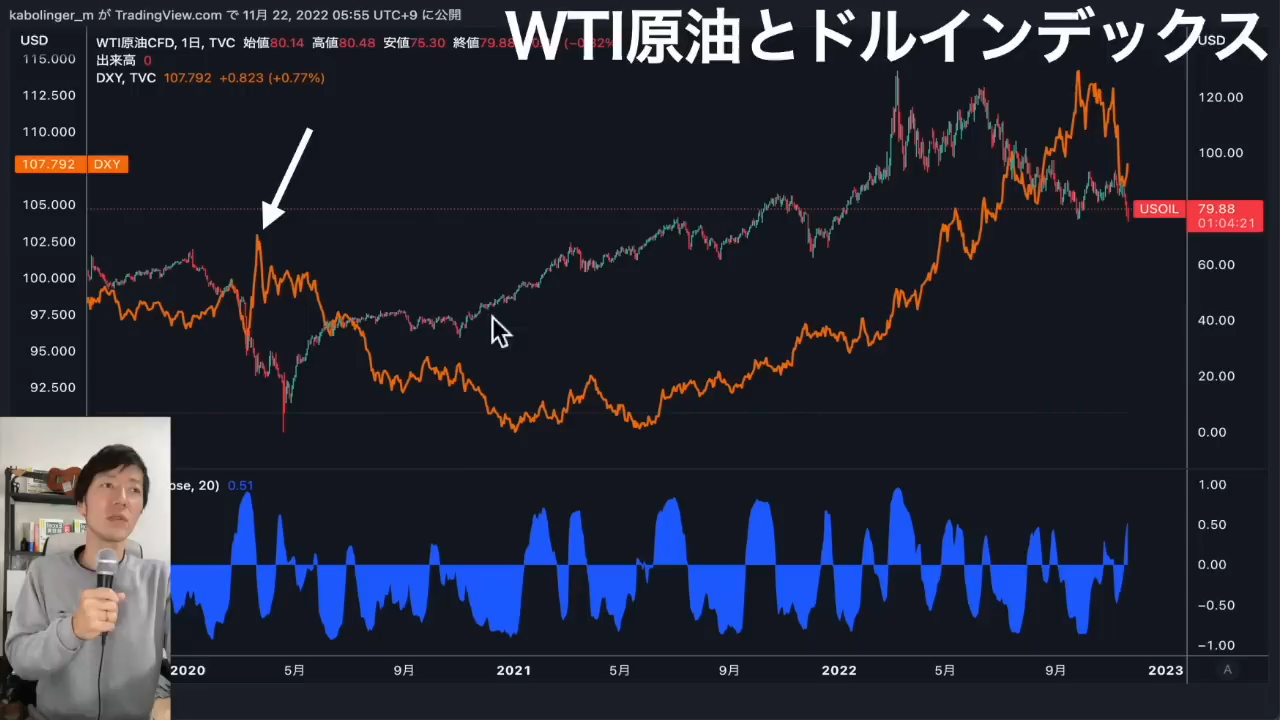 kabolinger_m が TradingView.com で 11月 22, 2022 05:55 UTC+9 に公開
WTI原油とドルインデックス
USD
USD
WTI原油CFD, 1日, TVC 始値80.14 高値80.48 安値75.30 終値79.88
出来高 0
DXY, TVC 107.792 +0.823 (+0.77%)
115.000
112.500
110.000
107.792 DXY
105.000
102.500
100.000
97.500
95.000
92.500
120.00
100.00
USOIL 79.88
01:04:21
60.00
40.00
20.00
0.00
ose, 20) 0.51
1.00
0.50
0.00
−0.50
−1.00
2020 5月 9月 2021 5月 9月 2022 5月 9月 2023
A